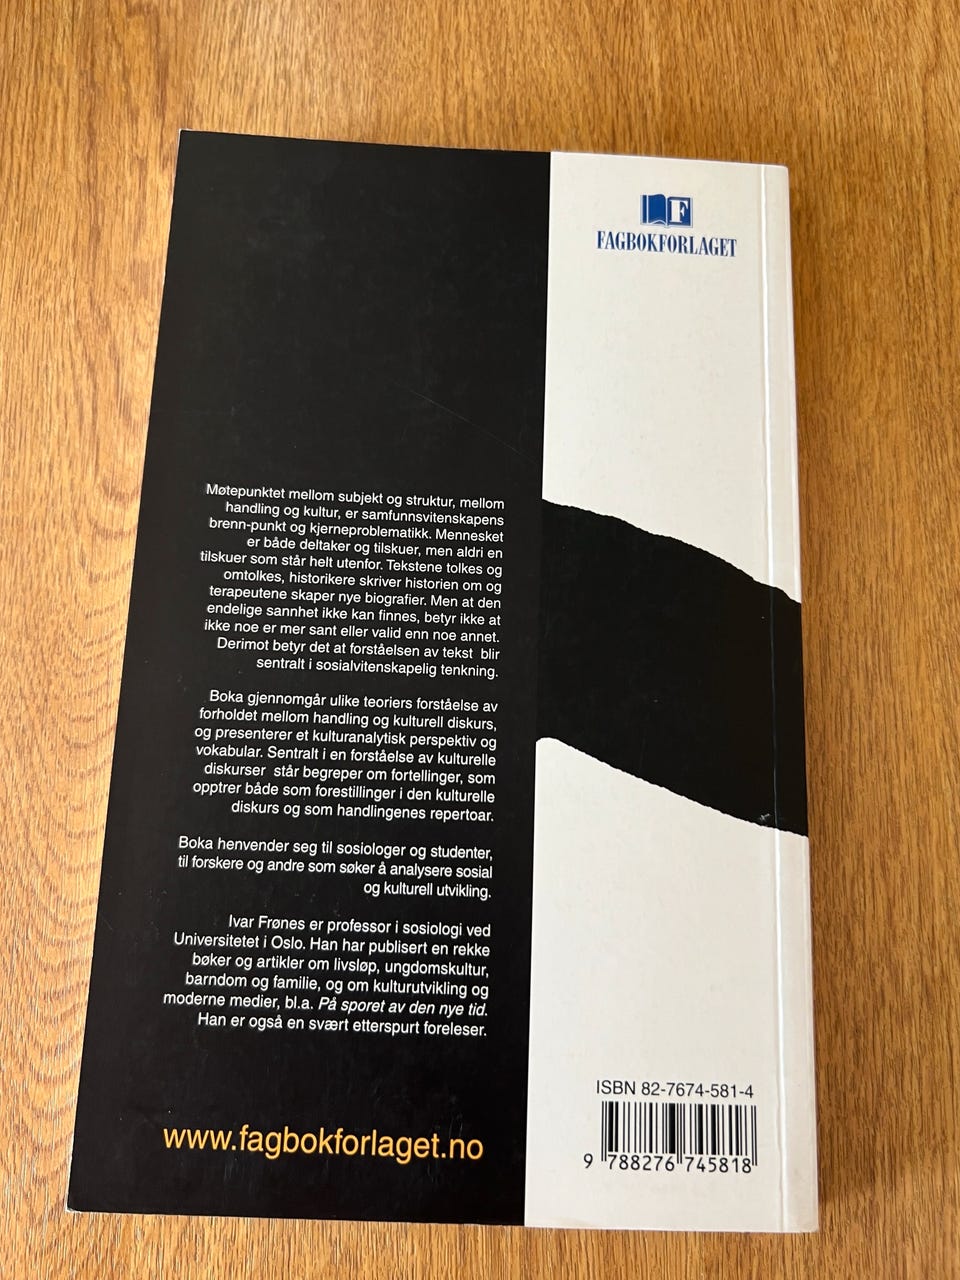 F
FAGBOKFORLAGET
Møtepunktet mellom subjekt og struktur, mellom
handling og kultur, er samfunnsvitenskapens
brenn-punkt og kjerneproblematikk. Mennesket
er både deltaker og tilskuer, men aldri en
tilskuer som står helt utenfor. Tekstene tolkes og
omtolkes, historikere skriver historien om og
terapeutene skaper nye biografier. Men at den
endelige sannhet ikke kan finnes, betyr ikke at
ikke noe er mer sant eller valid enn noe annet.
Derimot betyr det at forståelsen av tekst blir
sentralt i sosialvitenskapelig tenkning.
Boka gjennomgår ulike teoriers forståelse av
forholdet mellom handling og kulturell diskurs,
og presenterer et kulturanalytisk perspektiv og
vokabular. Sentralt i en forståelse av kulturelle
diskurser står begreper om fortellinger, som
opptrer både som forestillinger i den kulturelle
diskurs og som handlingenes repertoar.
Boka henvender seg til sosiologer og studenter,
til forskere og andre som søker å analysere sosial
og kulturell utvikling.
Ivar Frønes er professor i sosiologi ved
Universitetet i Oslo. Han har publisert en rekke
bøker og artikler om livsløp, ungdomskultur,
barndom og familie, og om kulturutvikling og
moderne medier, bl.a. På sporet av den nye tid.
Han er også en svært etterspurt foreleser.
www.fagbokforlaget.no
ISBN 82-7674-581-4
9 788276 745818